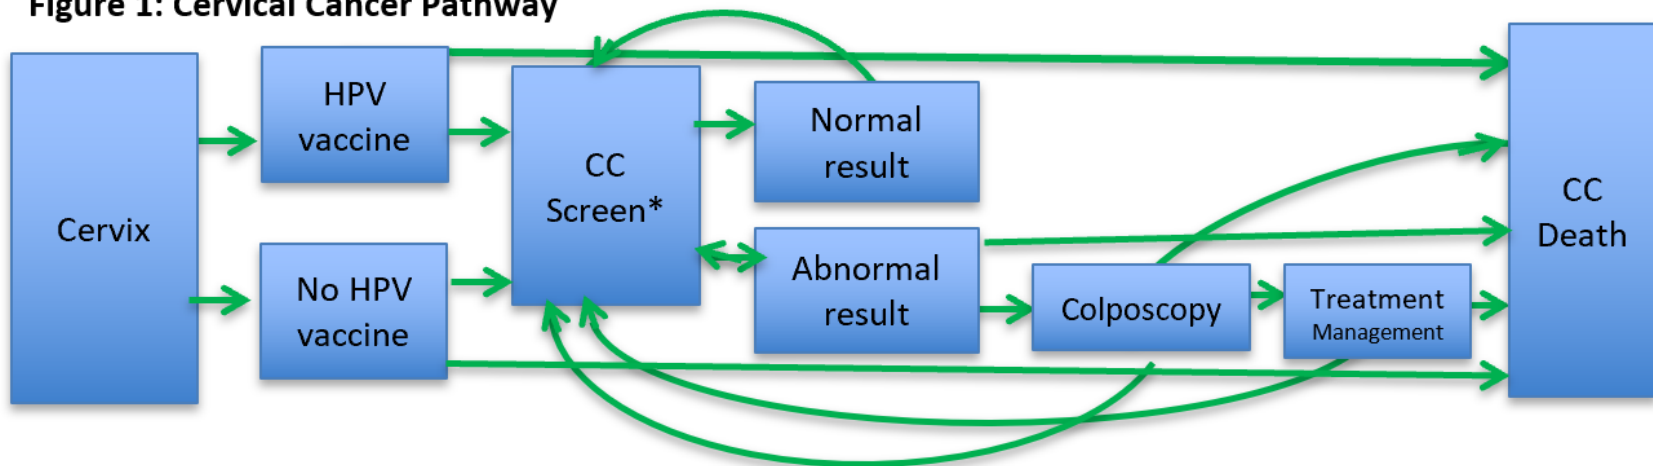 Figure 1: Cervical Cancer Pathway
Cervix
HPV
vaccine
No HPV
vaccine
CC
Screen*
Normal
result
Abnormal
result
Colposcopy
Treatment
Management
CC
Death